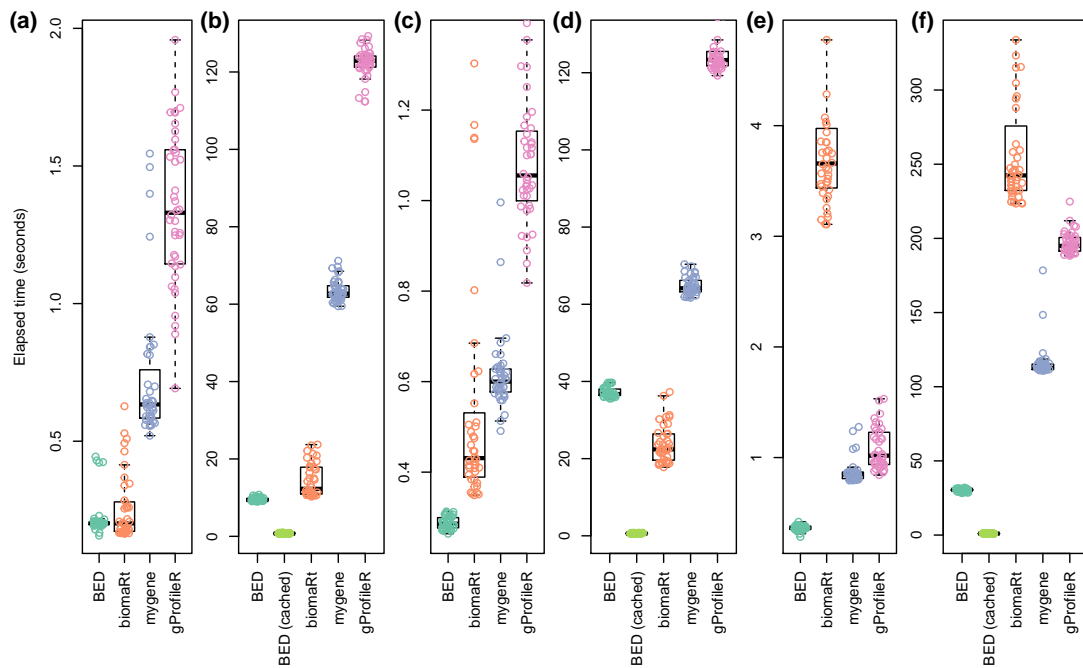 (a) (b) (c) (d) (e) (f)
Elapsed time (seconds)
2.0
1.5
1.0
0.5
BED
biomaRt
mygene
gProfileR
120
100
80
60
40
20
0
BED
BED (cached)
biomaRt
mygene
gProfileR
1.2
1.0
0.8
0.6
0.4
BED
biomaRt
mygene
gProfileR
120
100
80
60
40
20
0
BED
BED (cached)
biomaRt
mygene
gProfileR
4
3
2
1
BED
biomaRt
mygene
gProfileR
300
250
200
150
100
50
0
BED
BED (cached)
biomaRt
mygene
gProfileR